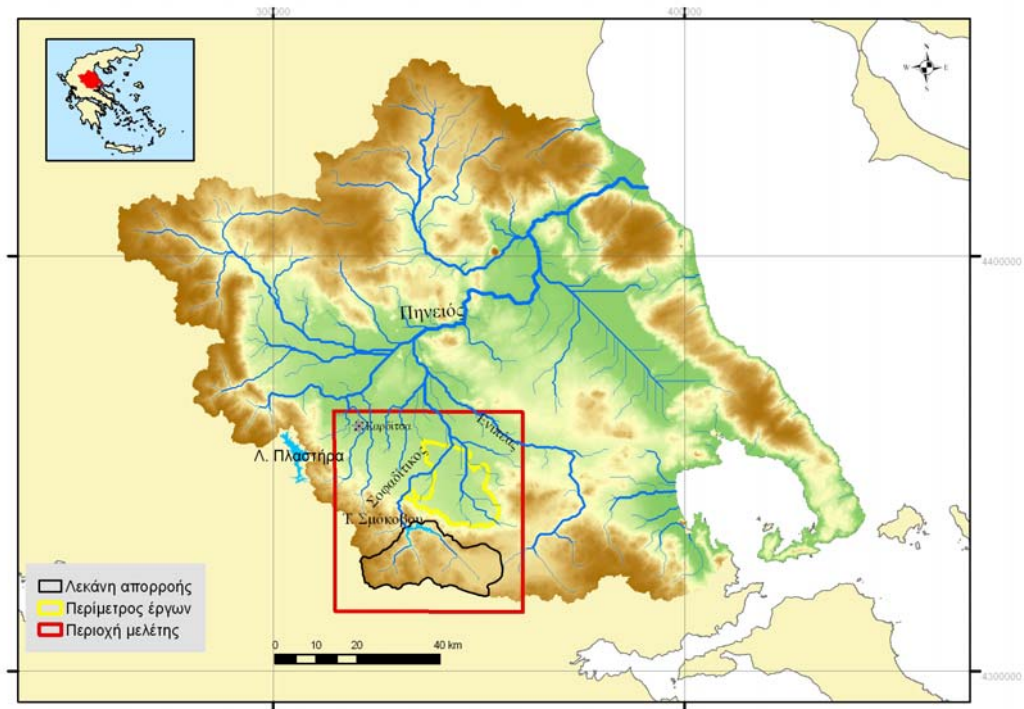 300000
400000
N
W E
S
4400000
Πηνειός
Καρδίτσα
Ενιπέας
Λ. Πλαστήρα
Σοφαδίτικος
Τ. Σμόκοβου
Λεκάνη απορροής
Περίμετρος έργων
Περιοχή μελέτης
0 10 20 40 km
4300000